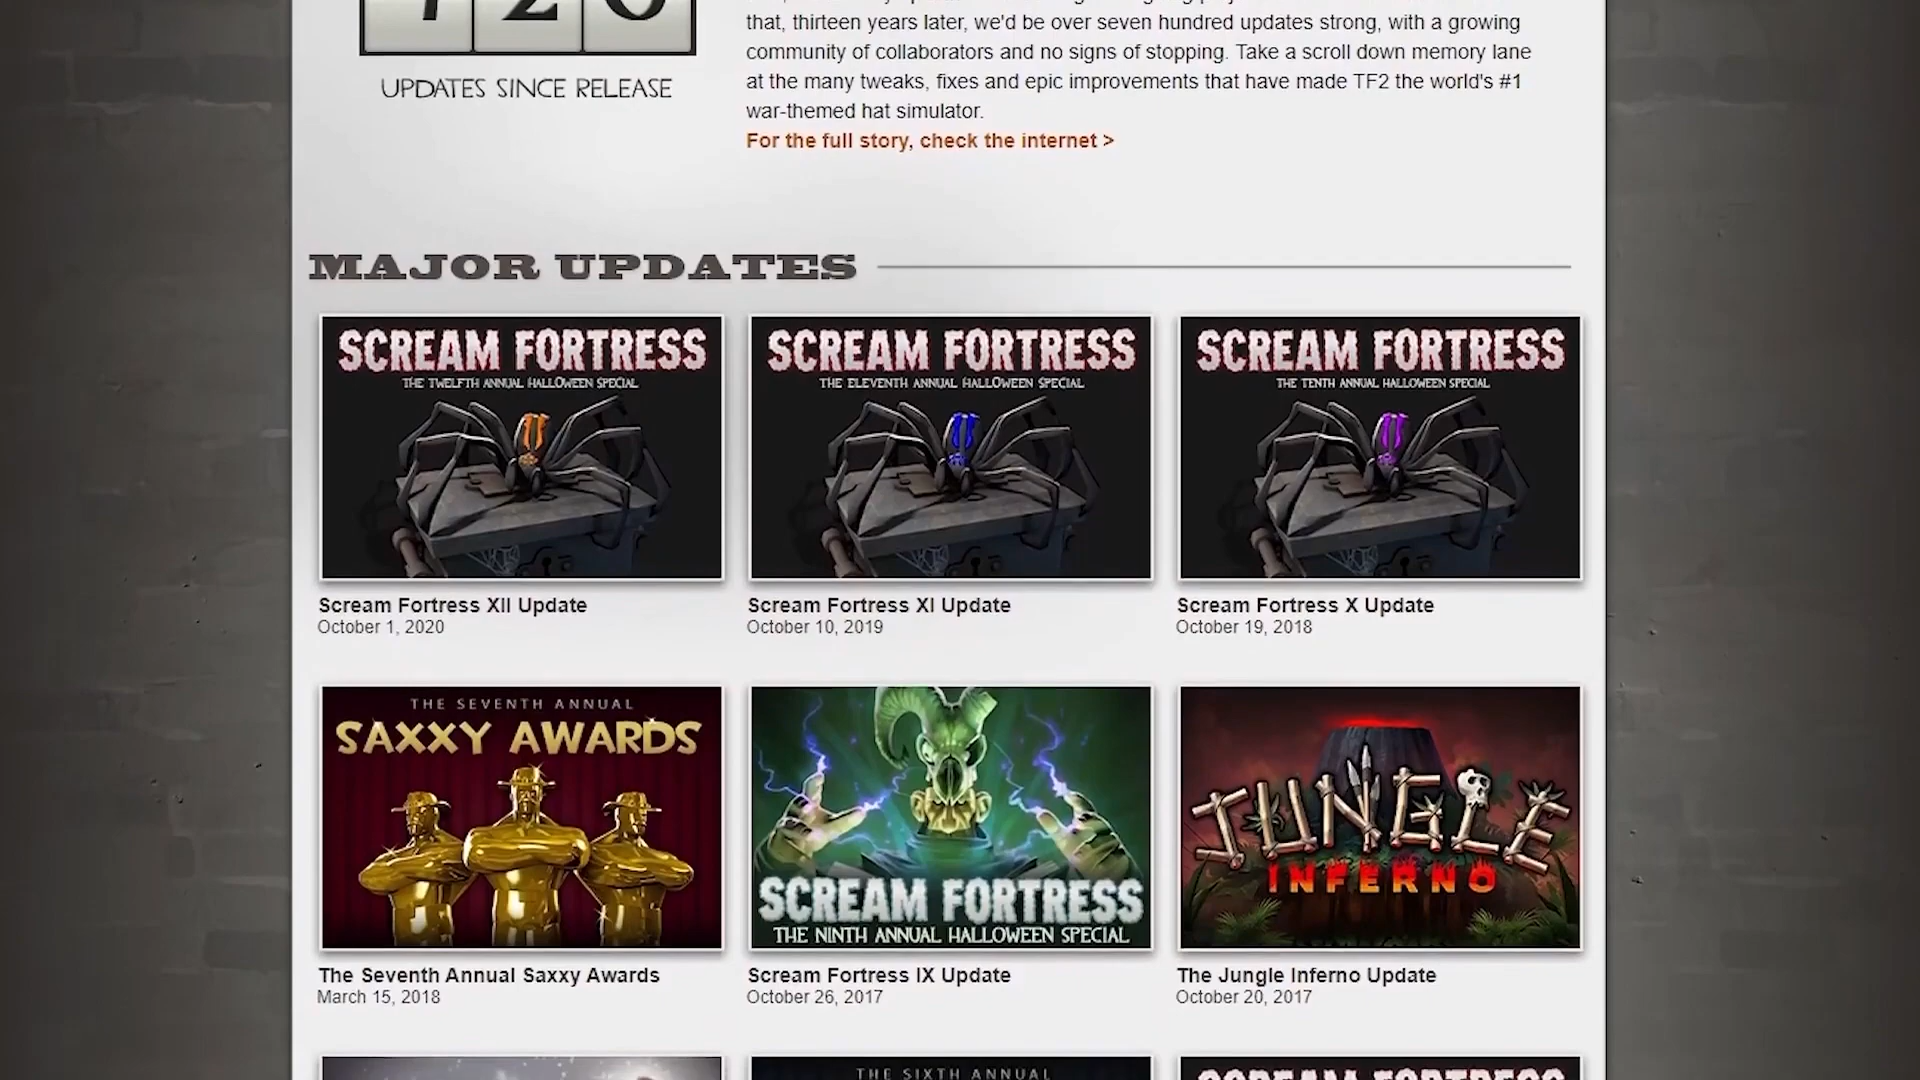 that, thirteen years later, we'd be over seven hundred updates strong, with a growing
community of collaborators and no signs of stopping. Take a scroll down memory lane
at the many tweaks, fixes and epic improvements that have made TF2 the world's #1
war-themed hat simulator.
For the full story, check the internet >
UPDATES SINCE RELEASE
MAJOR UPDATES
SCREAM FORTRESS
THE TWELFTH ANNUAL HALLOWEEN SPECIAL
SCREAM FORTRESS
THE ELEVENTH ANNUAL HALLOWEEN SPECIAL
SCREAM FORTRESS
THE TENTH ANNUAL HALLOWEEN SPECIAL
Scream Fortress XII Update
October 1, 2020
Scream Fortress XI Update
October 10, 2019
Scream Fortress X Update
October 19, 2018
THE SEVENTH ANNUAL
SAXXY AWARDS
SCREAM FORTRESS
THE NINTH ANNUAL HALLOWEEN SPECIAL
JUNGLE
INFERNO
The Seventh Annual Saxxy Awards
March 15, 2018
Scream Fortress IX Update
October 26, 2017
The Jungle Inferno Update
October 20, 2017
THE SIXTH ANNUAL
SCREAM FORTRESS